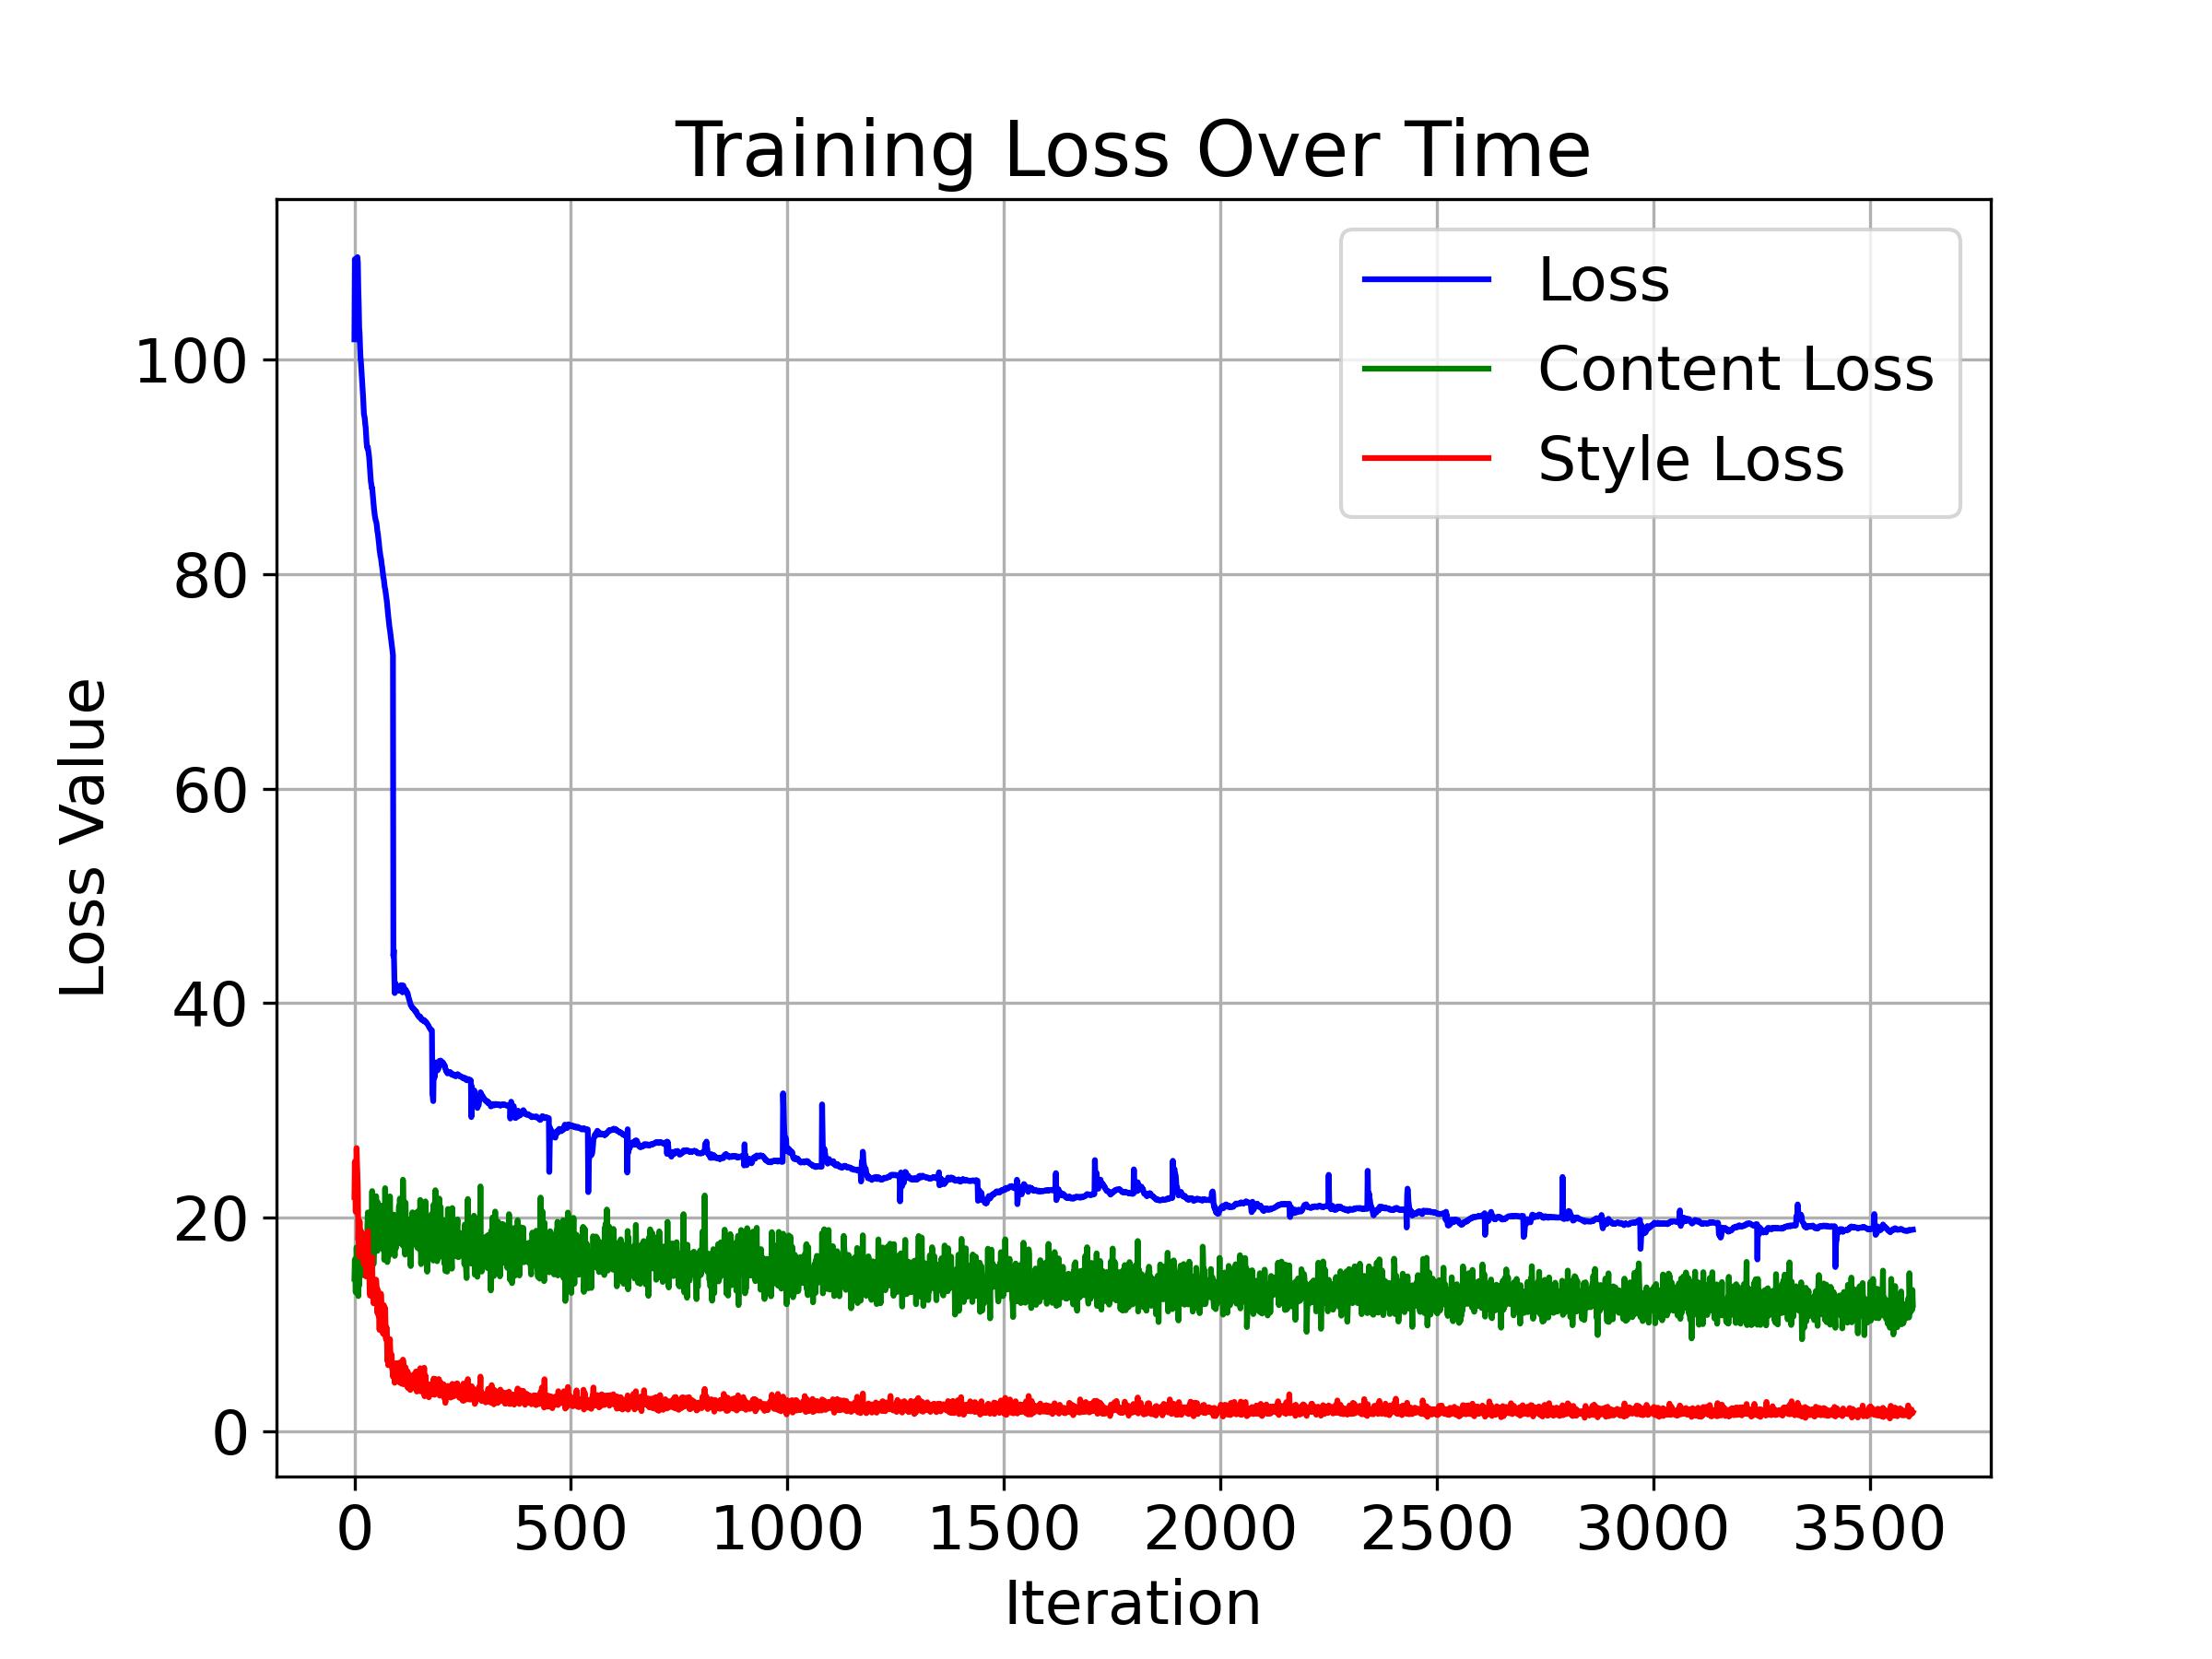 Training Loss Over Time
Loss
Content Loss
Style Loss
100
80
60
40
20
0
Loss Value
0 500 1000 1500 2000 2500 3000 3500
Iteration